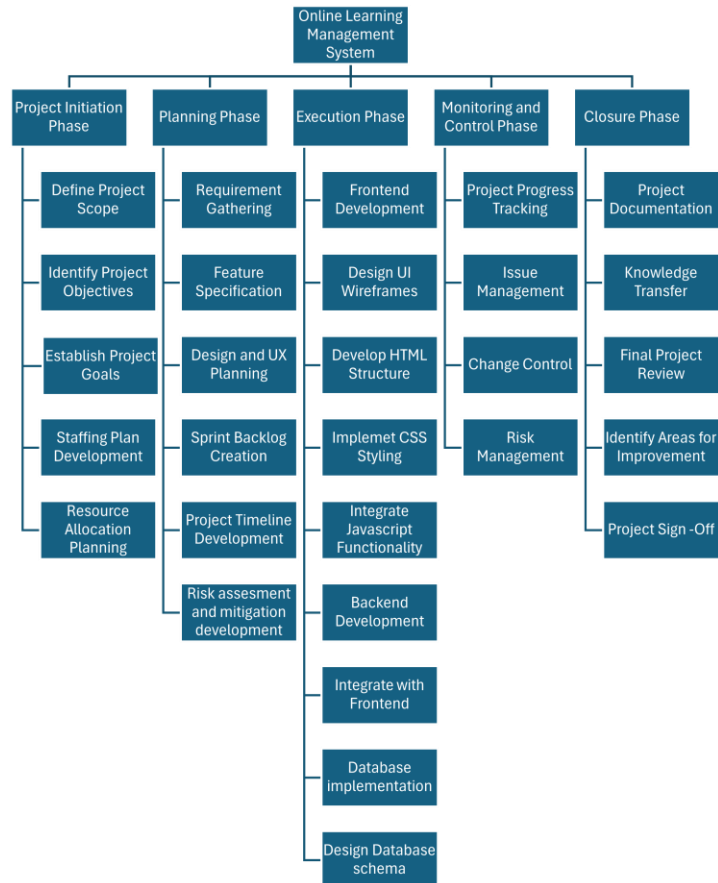 Online Learning
Management
System
Project Initiation
Phase
Define Project
Scope
Identify Project
Objectives
Establish Project
Goals
Staffing Plan
Development
Resource
Allocation
Planning
Planning Phase
Requirement
Gathering
Feature
Specification
Design and UX
Planning
Sprint Backlog
Creation
Project Timeline
Development
Risk assesment
and mitigation
development
Execution Phase
Frontend
Development
Design UI
Wireframes
Develop HTML
Structure
Implemet CSS
Styling
Integrate
Javascript
Functionality
Backend
Development
Integrate with
Frontend
Database
implementation
Design Database
schema
Monitoring and
Control Phase
Project Progress
Tracking
Issue
Management
Change Control
Risk
Management
Closure Phase
Project
Documentation
Knowledge
Transfer
Final Project
Review
Identify Areas for
Improvement
Project Sign -Off